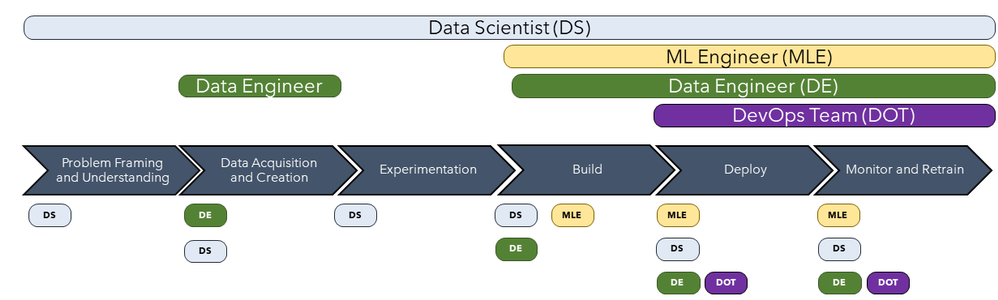 Data Scientist (DS)
ML Engineer (MLE)
Data Engineer
Data Engineer (DE)
DevOps Team (DOT)
Problem Framing
and Understanding
Data Acquisition
and Creation
Experimentation
Build
Deploy
Monitor and Retrain
DS
DE
DS
DS
DS
MLE
DE
MLE
DS
DE
DOT
MLE
DS
DE
DOT